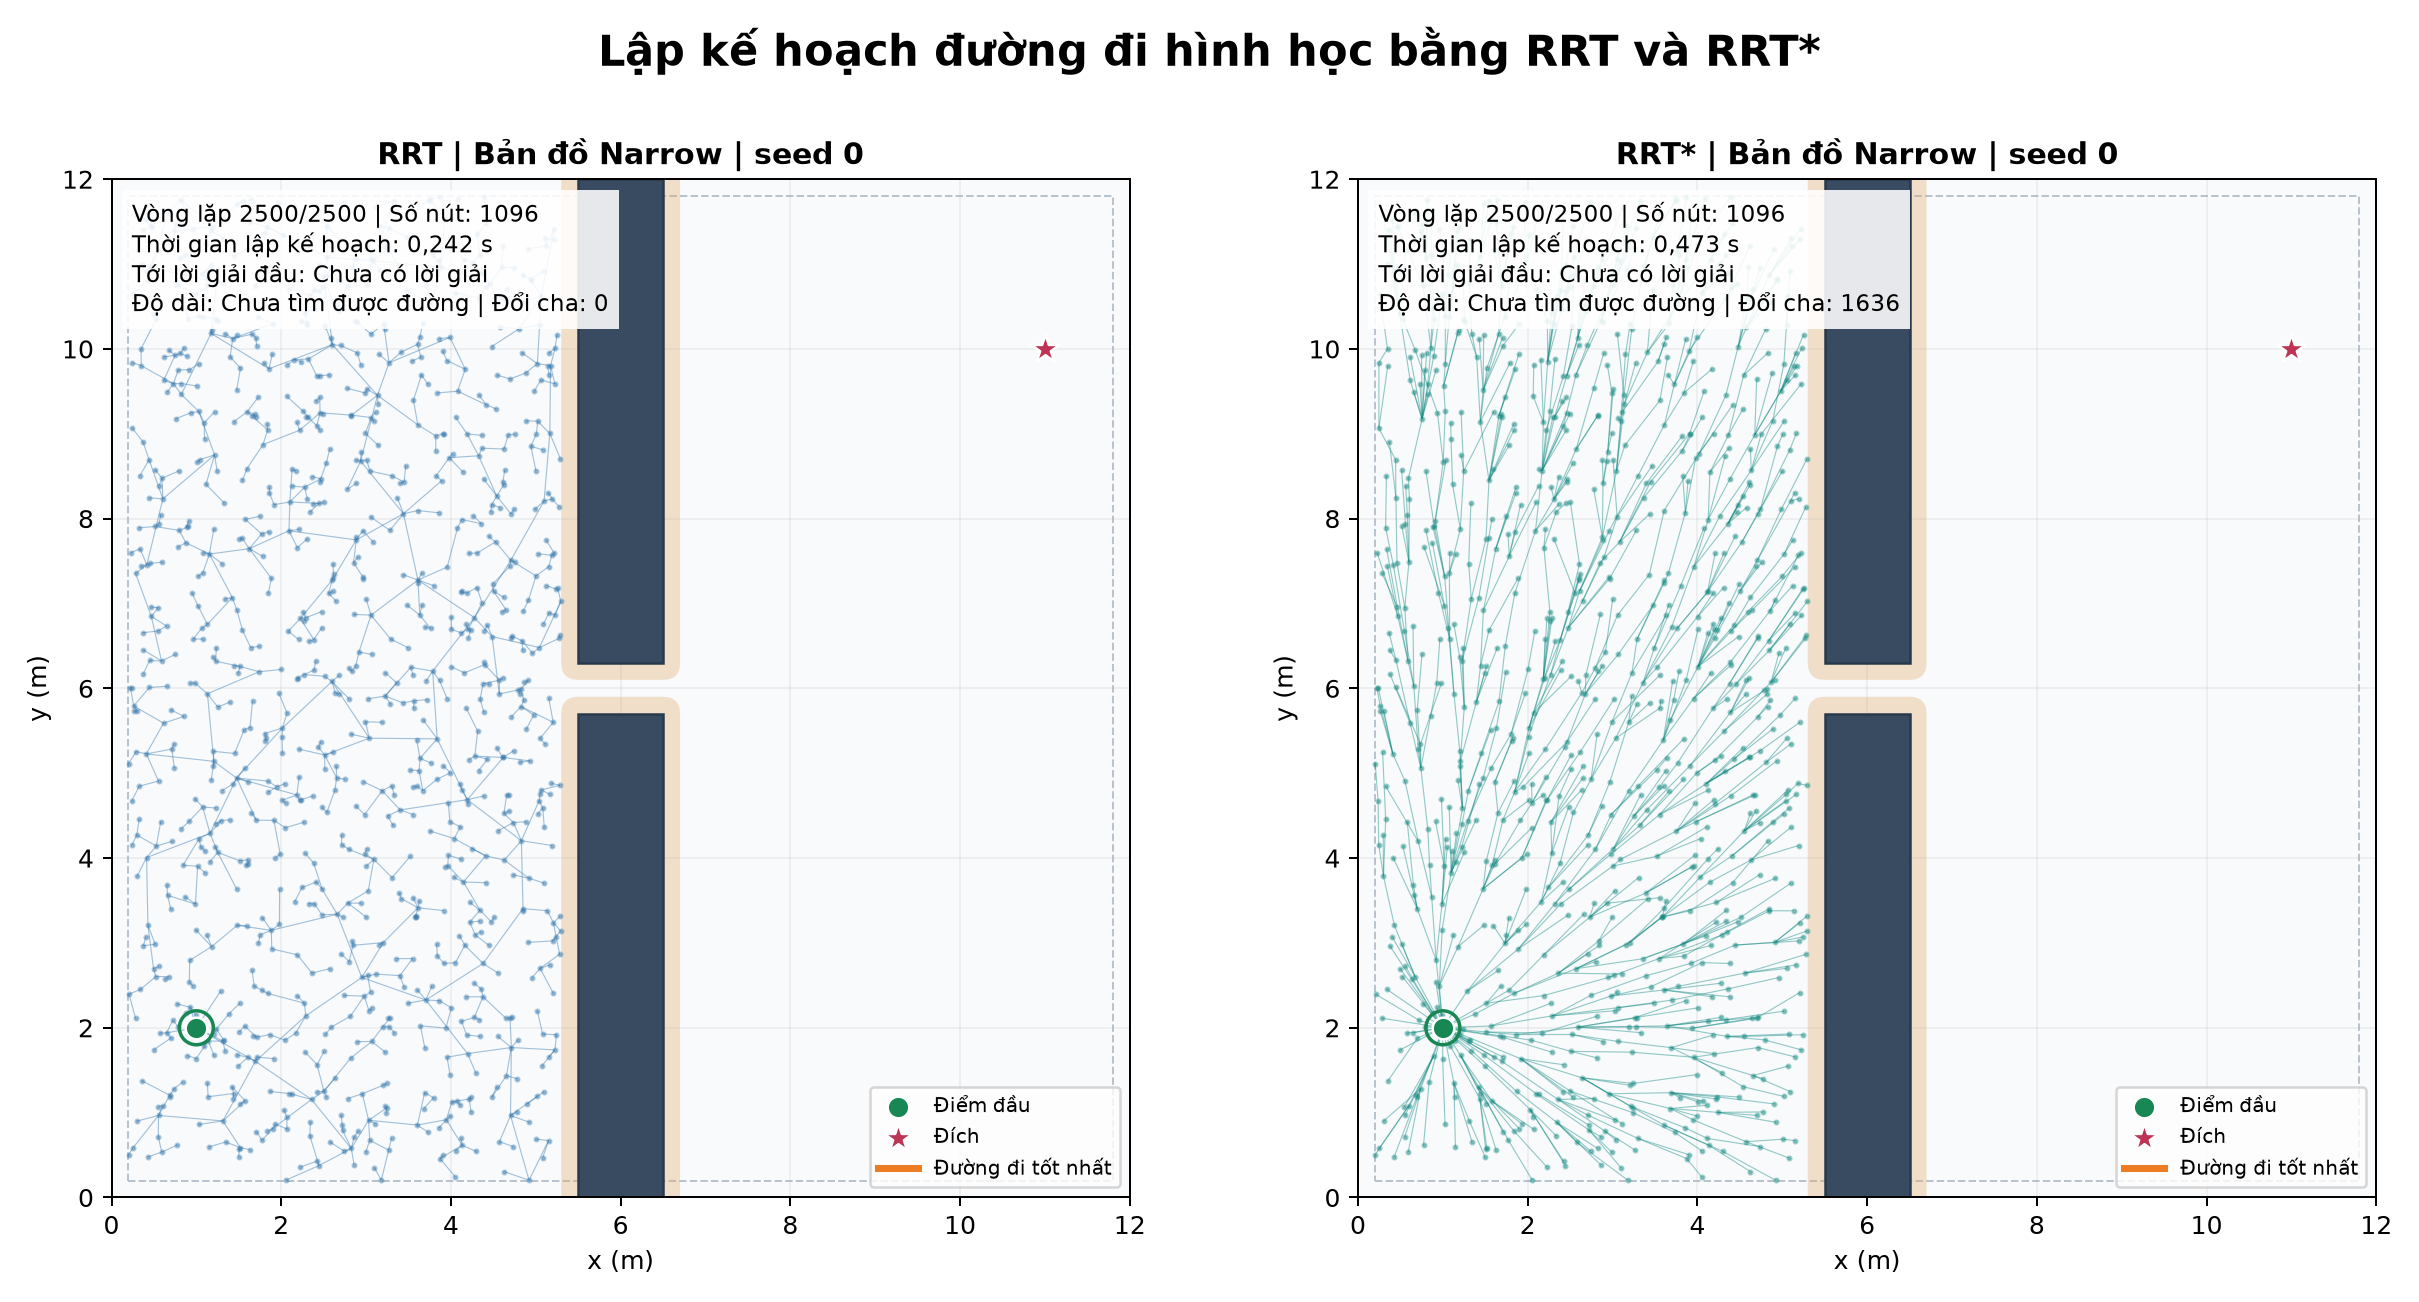 Lập kế hoạch đường đi hình học bằng RRT và RRT*
RRT | Bản đồ Narrow | seed 0
Vòng lặp 2500/2500 | Số nút: 1096
Thời gian lập kế hoạch: 0,242 s
Tới lời giải đầu: Chưa có lời giải
Độ dài: Chưa tìm được đường | Đổi cha: 0
12
10
8
6
4
2
0
y (m)
0 2 4 6 8 10 12
x (m)
Điểm đầu
Đích
Đường đi tốt nhất
RRT* | Bản đồ Narrow | seed 0
Vòng lặp 2500/2500 | Số nút: 1096
Thời gian lập kế hoạch: 0,473 s
Tới lời giải đầu: Chưa có lời giải
Độ dài: Chưa tìm được đường | Đổi cha: 1636
12
10
8
6
4
2
0
y (m)
0 2 4 6 8 10 12
x (m)
Điểm đầu
Đích
Đường đi tốt nhất